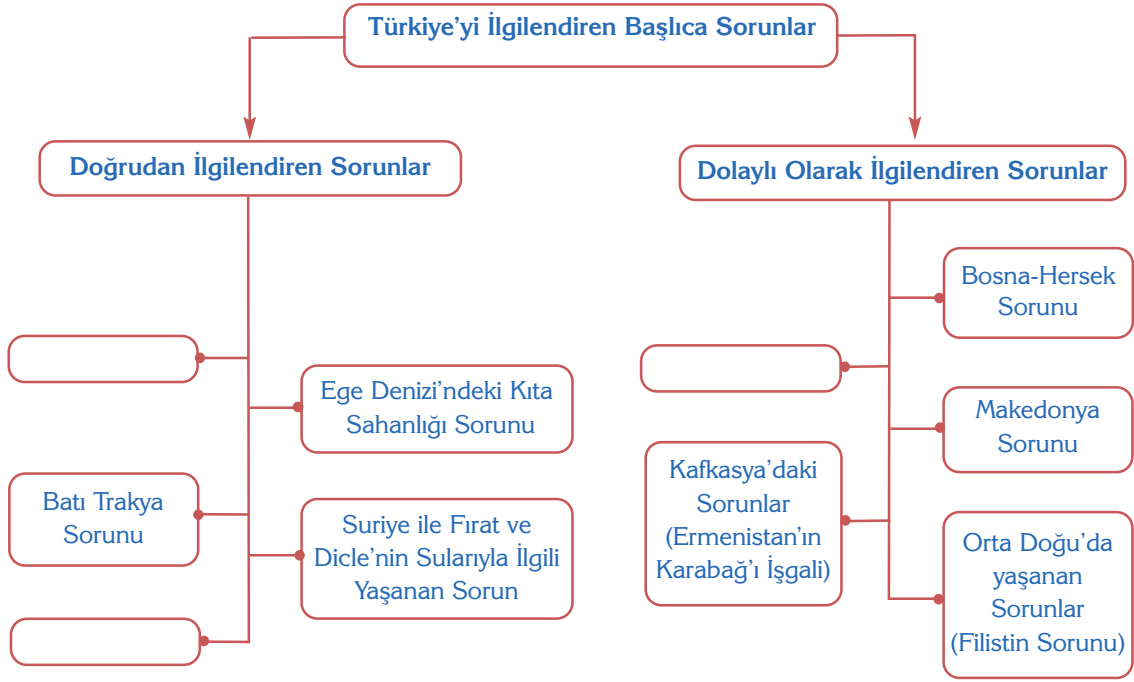 Türkiye’yi İlgilendiren Başlıca Sorunlar
Doğrudan İlgilendiren Sorunlar
Ege Denizi’ndeki Kıta
Sahanlığı Sorunu
Batı Trakya
Sorunu
Suriye ile Fırat ve
Dicle’nin Sularıyla İlgili
Yaşanan Sorun
Dolaylı Olarak İlgilendiren Sorunlar
Bosna-Hersek
Sorunu
Makedonya
Sorunu
Kafkasya’daki
Sorunlar
(Ermenistan’ın
Karabağ’ı İşgali)
Orta Doğu’da
yaşanan
Sorunlar
(Filistin Sorunu)